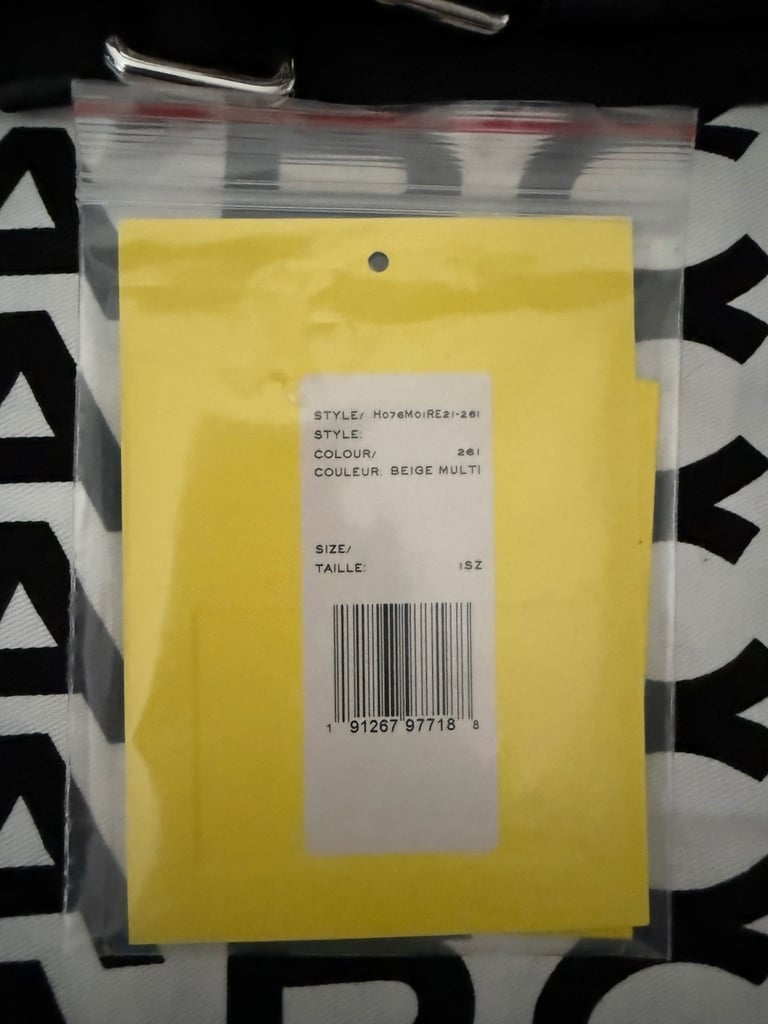 STYLE/ H076M01RE21-261
STYLE:
COLOUR/ 261
COULEUR: BEIGE MULTI
SIZE/
TAILLE: 1SZ
1 91267 97718 8